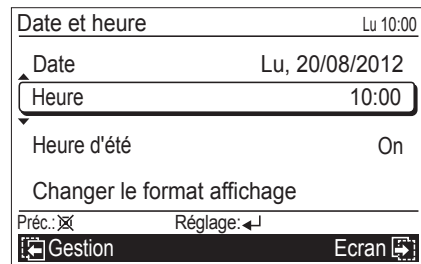 Date et heure Lu 10:00
Date Lu, 20/08/2012
Heure 10:00
Heure d'été On
Changer le format affichage
Préc.: Réglage:
Gestion Ecran